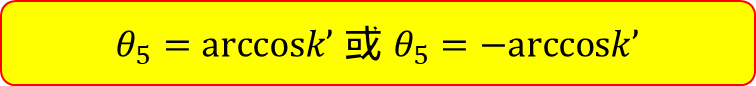 θ₅ = arccosk’ 或 θ₅ = −arccosk’